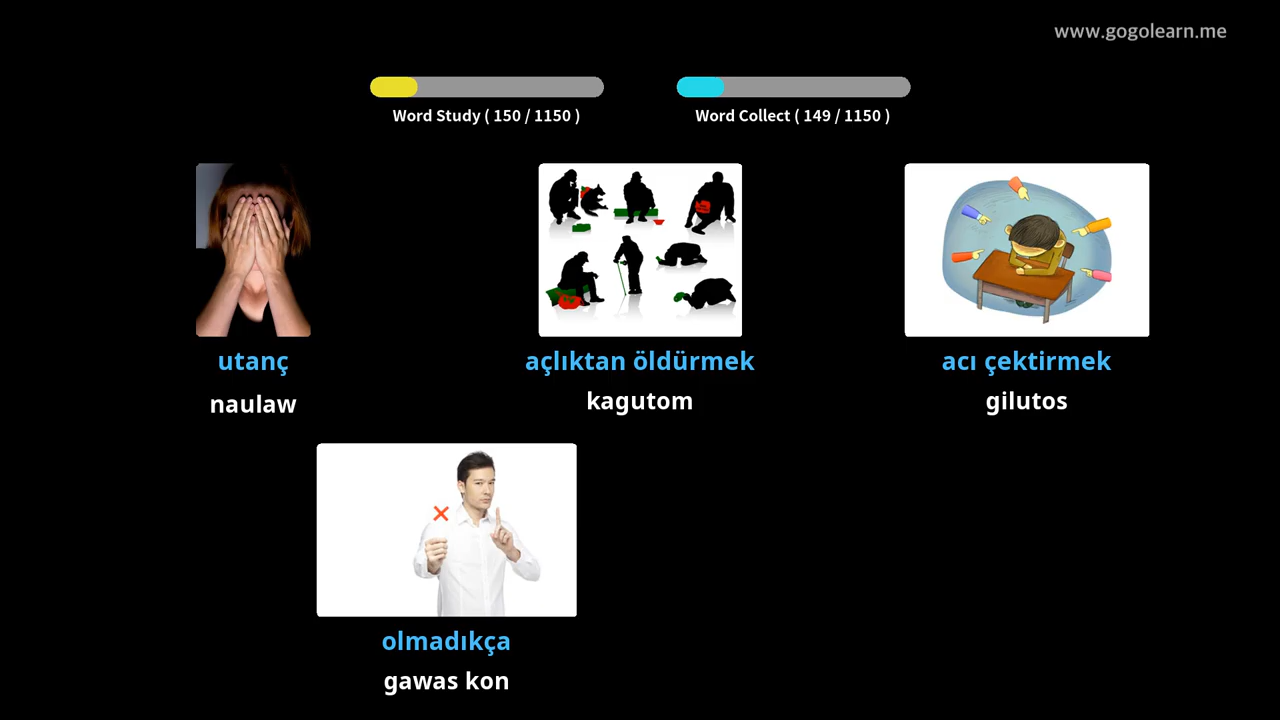 www.gogolearn.me
Word Study ( 150 / 1150 )
Word Collect ( 149 / 1150 )
utanç
naulaw
açlıktan öldürmek
kagutom
acı çektirmek
gilutos
olmadıkça
gawas kon